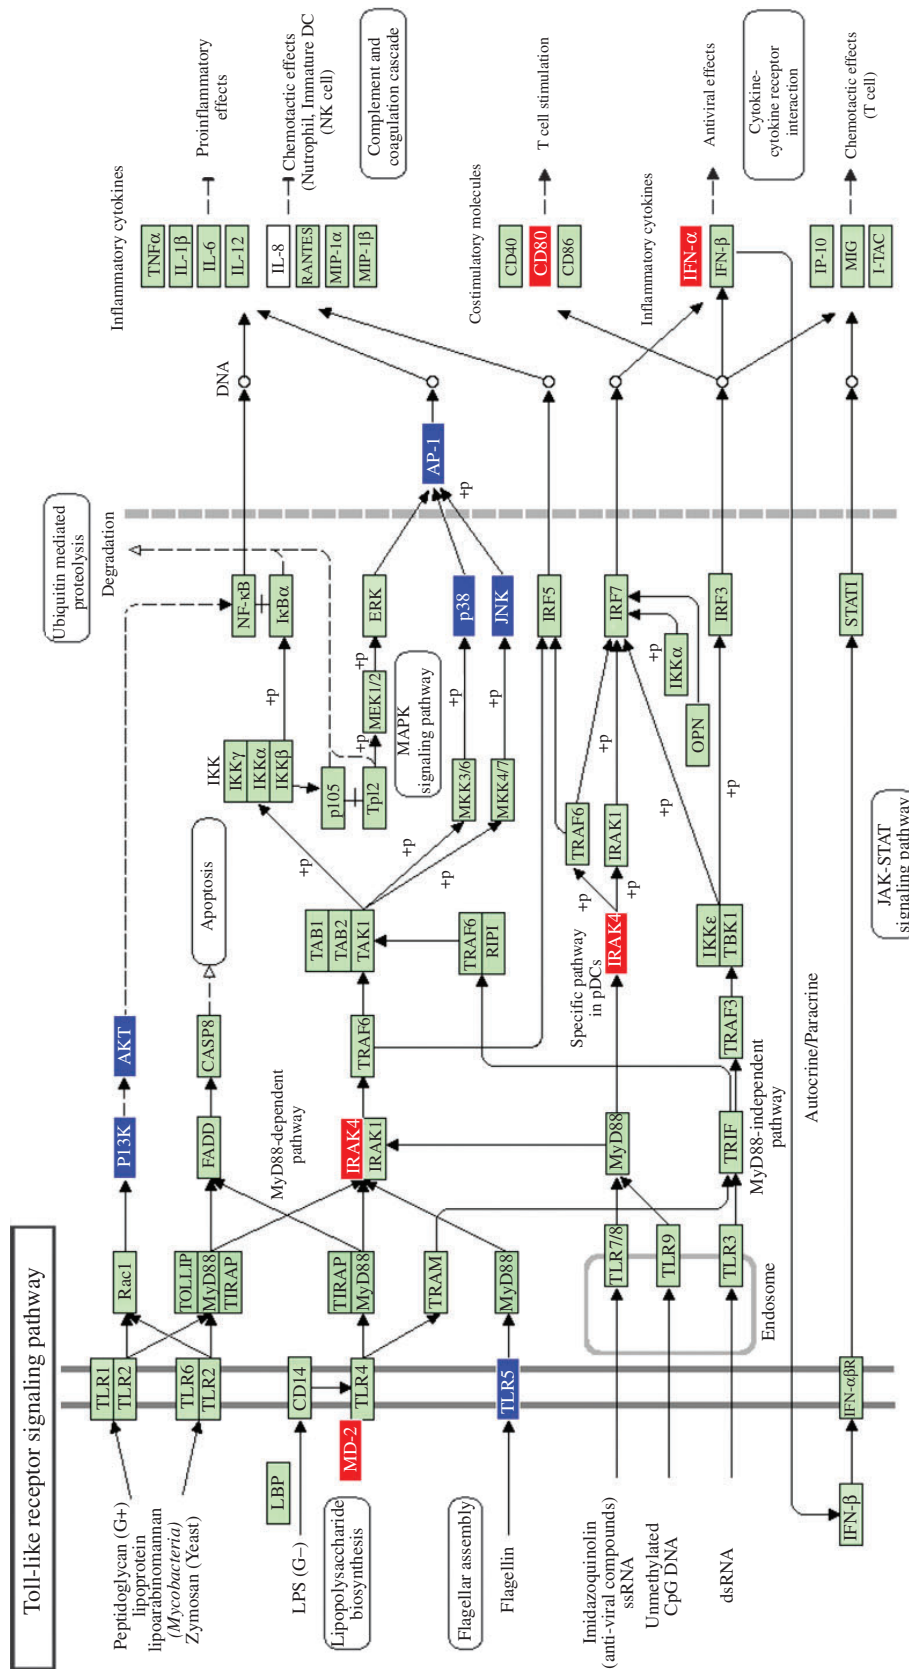 Toll-like receptor signaling pathway
Peptidoglycan (G+)
lipoprotein
lipoarabinomannan
(Mycobacteria)
Zymosan (Yeast)
LPS (G−)
LBP
Lipopolysaccharide
biosynthesis
Flagellar assembly
Flagellin
Imidazoquinolin
(anti-viral compounds)
ssRNA
Unmethylated
CpG DNA
dsRNA
IFN-β
TLR1
TLR2
TLR6
TLR2
CD14
MD-2
TLR4
TLR5
IFN-αβR
Rac1
TOLLIP
MyD88
TIRAP
TIRAP
MyD88
TRAM
MyD88
TLR7/8
TLR9
TLR3
Endosome
P13K
AKT
FADD
CASP8
Apoptosis
MyD88-dependent
pathway
IRAK4
IRAK1
TRAF6
MyD88
TRIF
TRAF3
MyD88-independent
pathway
Autocrine/Paracrine
TAB1
TAB2
TAK1
TRAF6
RIP1
Specific pathway
in pDCs
IRAK4
IKKε
TBK1
JAK-STAT
signaling pathway
+p
+p
+p
+p
+p
IKK
IKKγ
IKKα
IKKβ
p105
Tpl2
MKK3/6
MKK4/7
TRAF6
IRAK1
+p
+p
MEK1/2
+p
MAPK
signaling pathway
+p
+p
+p
+p
+p
OPN
IKKα
+p
Ubiquitin mediated
proteolysis
Degradation
NF-κB
IκBα
ERK
p38
JNK
IRF5
IRF7
IRF3
STATI
+p
AP-1
DNA
Inflammatory cytokines
TNFα
IL-1β
IL-6
IL-12
IL-8
RANTES
MIP-1α
MIP-1β
Proinflammatory
effects
Chemotactic effects
(Nutrophil, Immature DC
(NK cell)
Complement and
coagulation cascade
Costimulatory molecules
CD40
CD80
CD86
T cell stimulation
Inflammatory cytokines
IFN-α
IFN-β
Antiviral effects
Cytokine-
cytokine receptor
interaction
IP-10
MIG
I-TAC
Chemotactic effects
(T cell)